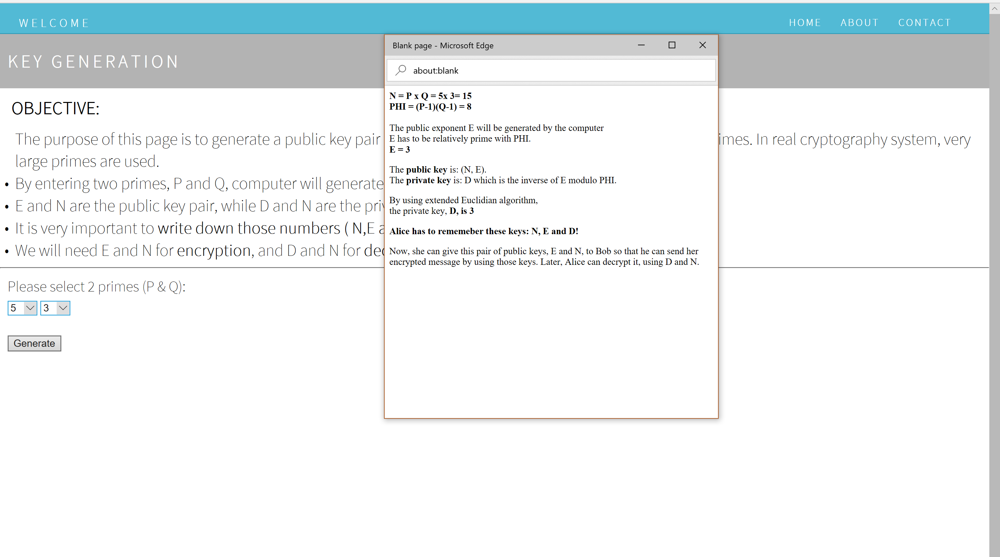 WELCOME
HOME ABOUT CONTACT
KEY GENERATION
OBJECTIVE:
The purpose of this page is to generate a public key pair
imes. In real cryptography system, very
large primes are used.
• By entering two primes, P and Q, computer will generate
• E and N are the public key pair, while D and N are the priv
• It is very important to write down those numbers ( N,E a
• We will need E and N for encryption, and D and N for dec
Please select 2 primes (P & Q):
5 3
Generate
Blank page - Microsoft Edge
about:blank
N = P x Q = 5x 3= 15
PHI = (P-1)(Q-1) = 8
The public exponent E will be generated by the computer
E has to be relatively prime with PHI.
E = 3
The public key is: (N, E).
The private key is: D which is the inverse of E modulo PHI.
By using extended Euclidian algorithm,
the private key, D, is 3
Alice has to rememeber these keys: N, E and D!
Now, she can give this pair of public keys, E and N, to Bob so that he can send her
encrypted message by using those keys. Later, Alice can decrypt it, using D and N.